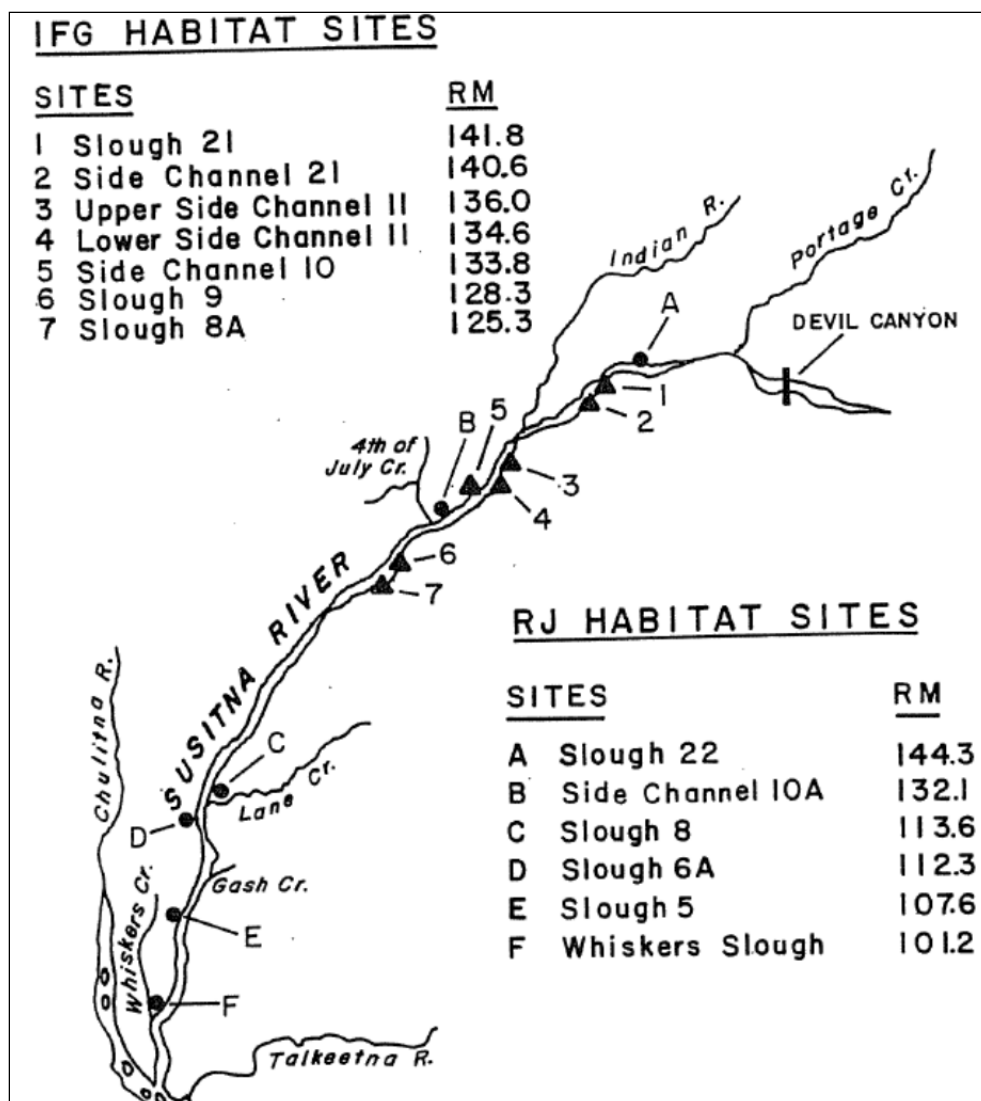 IFG HABITAT SITES
SITES RM
1 Slough 21 141.8
2 Side Channel 21 140.6
3 Upper Side Channel 11 136.0
4 Lower Side Channel 11 134.6
5 Side Channel 10 133.8
6 Slough 9 128.3
7 Slough 8A 125.3
Indian R.
Portage Cr.
A
DEVIL CANYON
1
2
B
5
4th of
July Cr.
3
4
6
7
SUSITNA RIVER
RJ HABITAT SITES
SITES RM
A Slough 22 144.3
B Side Channel 10A 132.1
C Slough 8 113.6
D Slough 6A 112.3
E Slough 5 107.6
F Whiskers Slough 101.2
Chulitna R.
C
Lane Cr.
D
Gash Cr.
Whiskers Cr.
E
F
Talkeetna R.